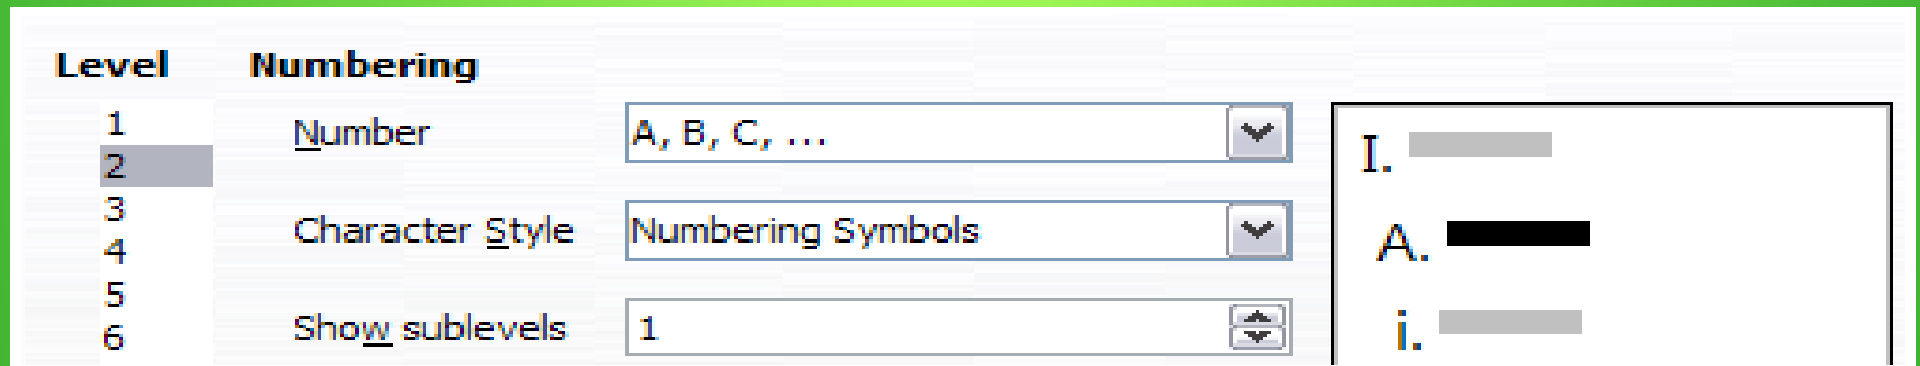 Level Numbering
1
2
3
4
5
6
Number A, B, C, ...
Character Style Numbering Symbols
Show sublevels 1
I.
A.
i.